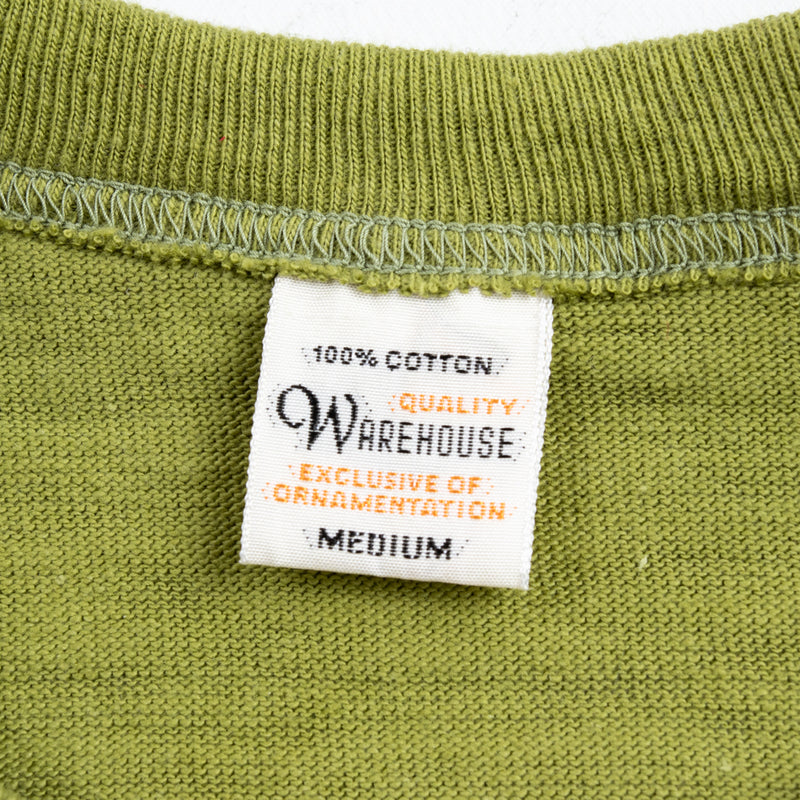 100% COTTON
QUALITY
WAREHOUSE
EXCLUSIVE OF
ORNAMENTATION
MEDIUM